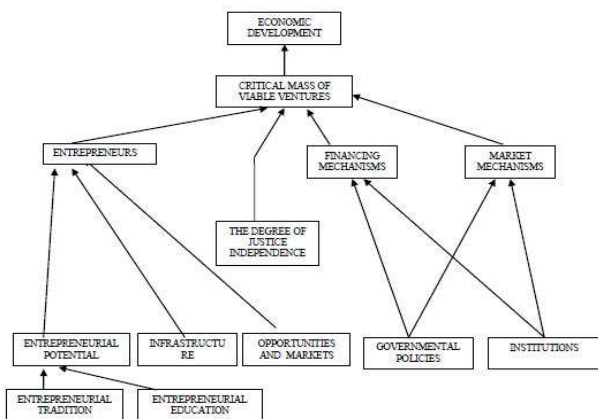 ECONOMIC
DEVELOPMENT
CRITICAL MASS OF
VIABLE VENTURES
ENTREPRENEURS
FINANCING
MECHANISMS
MARKET
MECHANISMS
THE DEGREE OF
JUSTICE
INDEPENDENCE
ENTREPRENEURIAL
POTENTIAL
INFRASTRUCTU
RE
OPPORTUNITIES
AND MARKETS
GOVERNMENTAL
POLICIES
INSTITUTIONS
ENTREPRENEURIAL
TRADITION
ENTREPRENEURIAL
EDUCATION